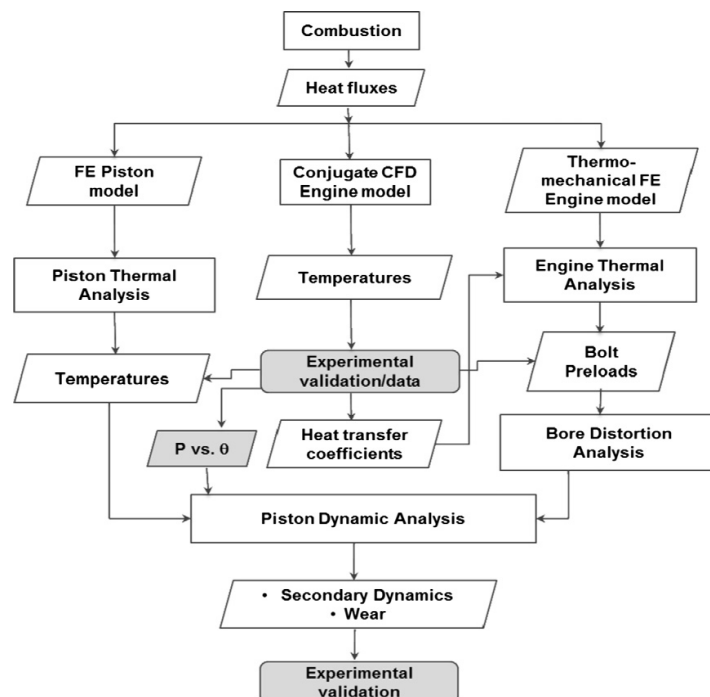 Combustion
Heat fluxes
FE Piston
model
Conjugate CFD
Engine model
Thermo-
mechanical FE
Engine model
Piston Thermal
Analysis
Temperatures
Engine Thermal
Analysis
Temperatures
Experimental
validation/data
Bolt
Preloads
P vs. θ
Heat transfer
coefficients
Bore Distortion
Analysis
Piston Dynamic Analysis
• Secondary Dynamics
• Wear
Experimental
validation